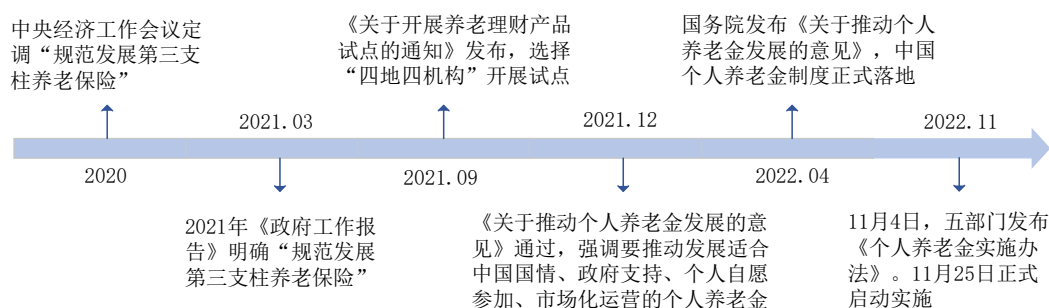 中央经济工作会议定
调“规范发展第三支
柱养老保险”
《关于开展养老理财产品
试点的通知》发布，选择
“四地四机构”开展试点
国务院发布《关于推动个人
养老金发展的意见》，中国
个人养老金制度正式落地
2021.03
2021.12
2022.11
2020
2021.09
2022.04
2021年《政府工作报
告》明确“规范发展
第三支柱养老保险”
《关于推动个人养老金发展的意
见》通过，强调要推动发展适合
中国国情、政府支持、个人自愿
参加、市场化运营的个人养老金
11月4日，五部门发布
《个人养老金实施办
法》。11月25日正式
启动实施